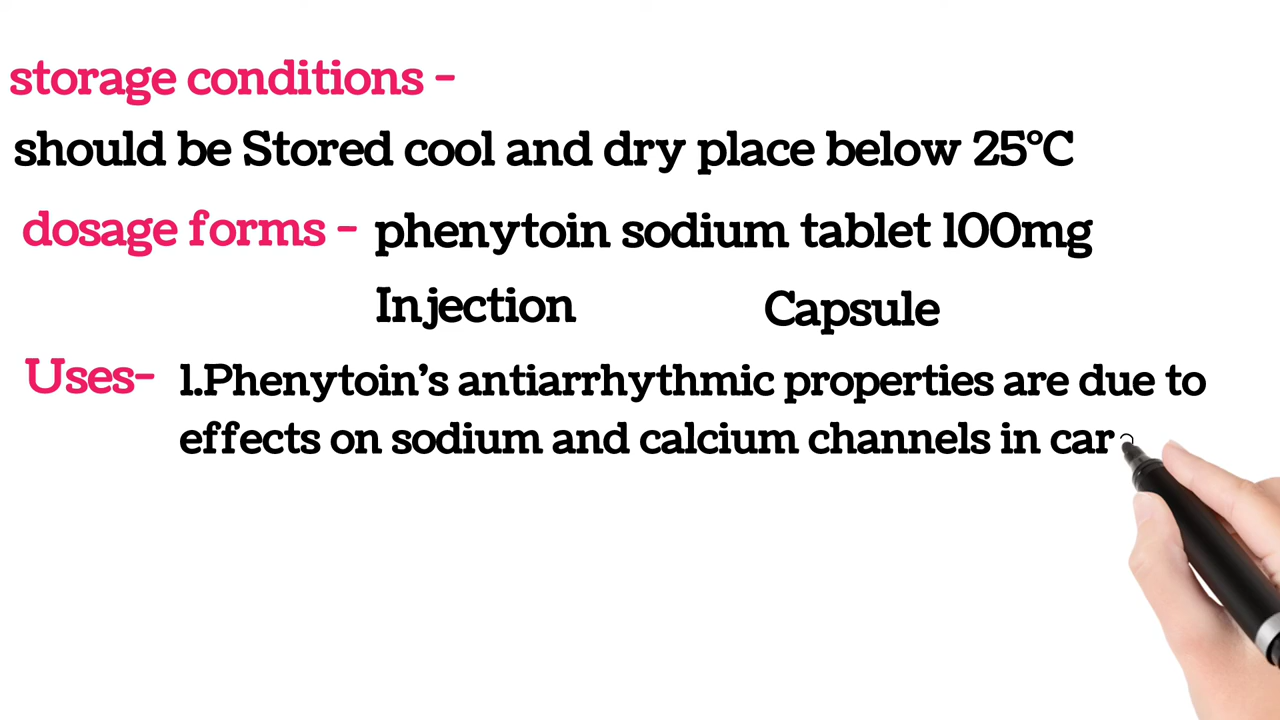 storage conditions -
should be Stored cool and dry place below 25°C
dosage forms - phenytoin sodium tablet 100mg
Injection Capsule
Uses- 1.Phenytoin's antiarrhythmic properties are due to
effects on sodium and calcium channels in car